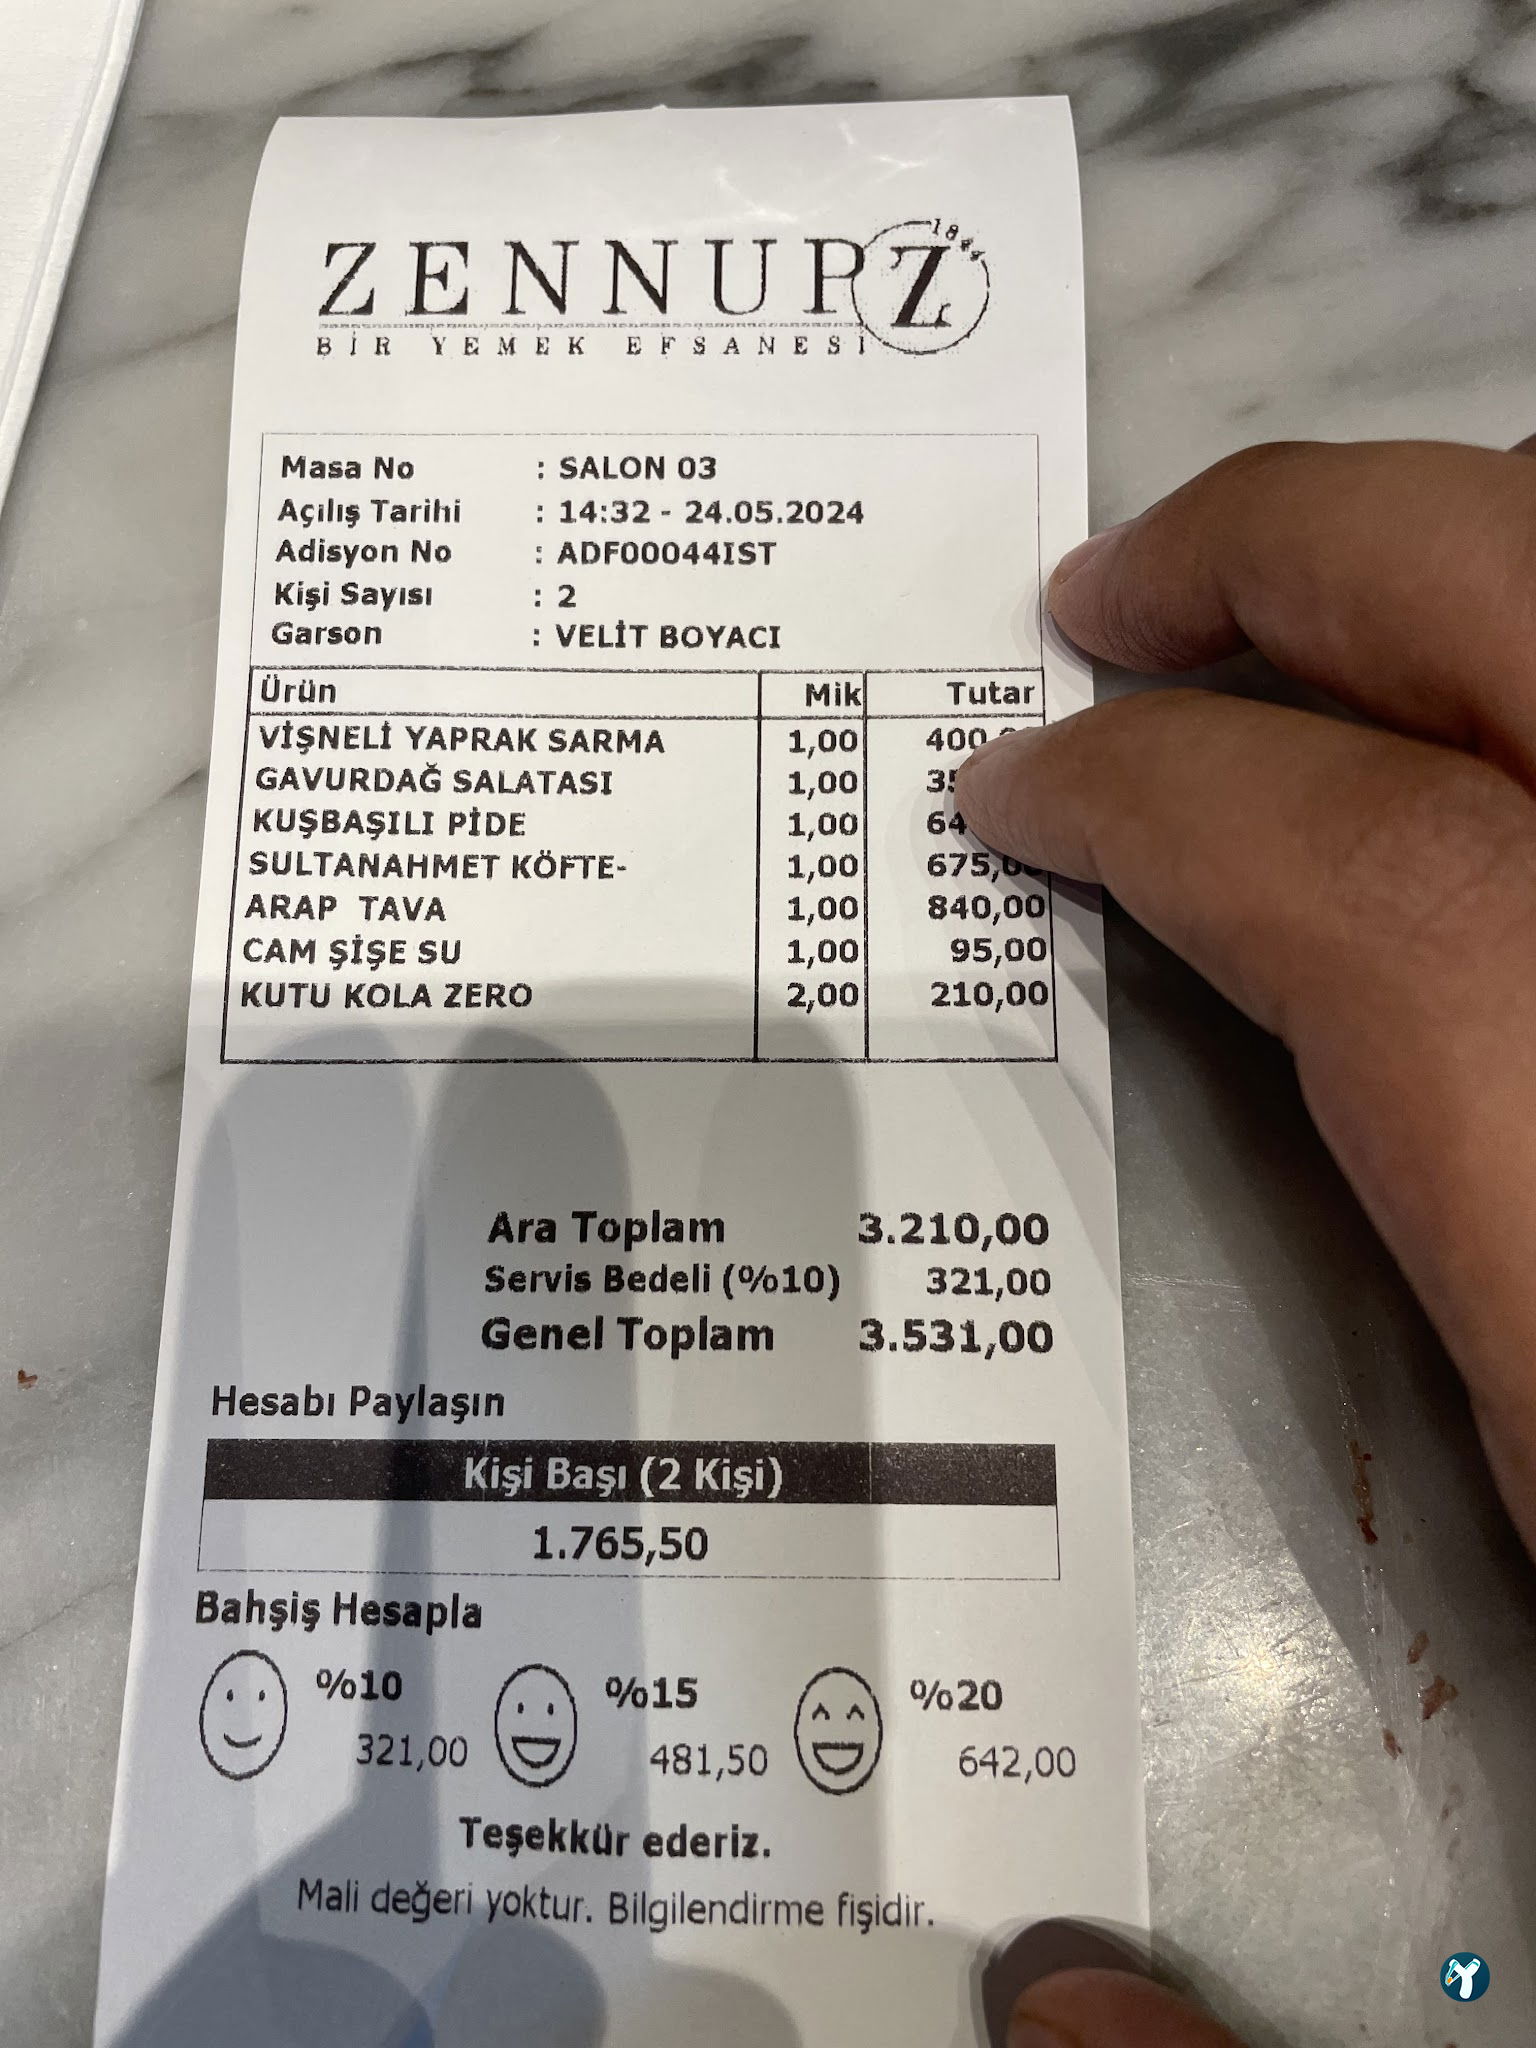 ZENNUP Z 1844
BİR YEMEK EFSANESİ
Masa No : SALON 03
Açılış Tarihi : 14:32 - 24.05.2024
Adisyon No : ADF00044IST
Kişi Sayısı : 2
Garson : VELİT BOYACI
Ürün Mik Tutar
VİŞNELİ YAPRAK SARMA 1,00
GAVURDAĞ SALATASI 1,00
KUŞBAŞILI PİDE 1,00
SULTANAHMET KÖFTE- 1,00
ARAP TAVA 1,00 840,00
CAM ŞİŞE SU 1,00 95,00
KUTU KOLA ZERO 2,00 210,00
Ara Toplam 3.210,00
Servis Bedeli (%10) 321,00
Genel Toplam 3.531,00
Hesabı Paylaşın
Kişi Başı (2 Kişi)
1.765,50
Bahşiş Hesapla
%10 %15 %20
321,00 481,50 642,00
Teşekkür ederiz.
Mali değeri yoktur. Bilgilendirme fişidir.